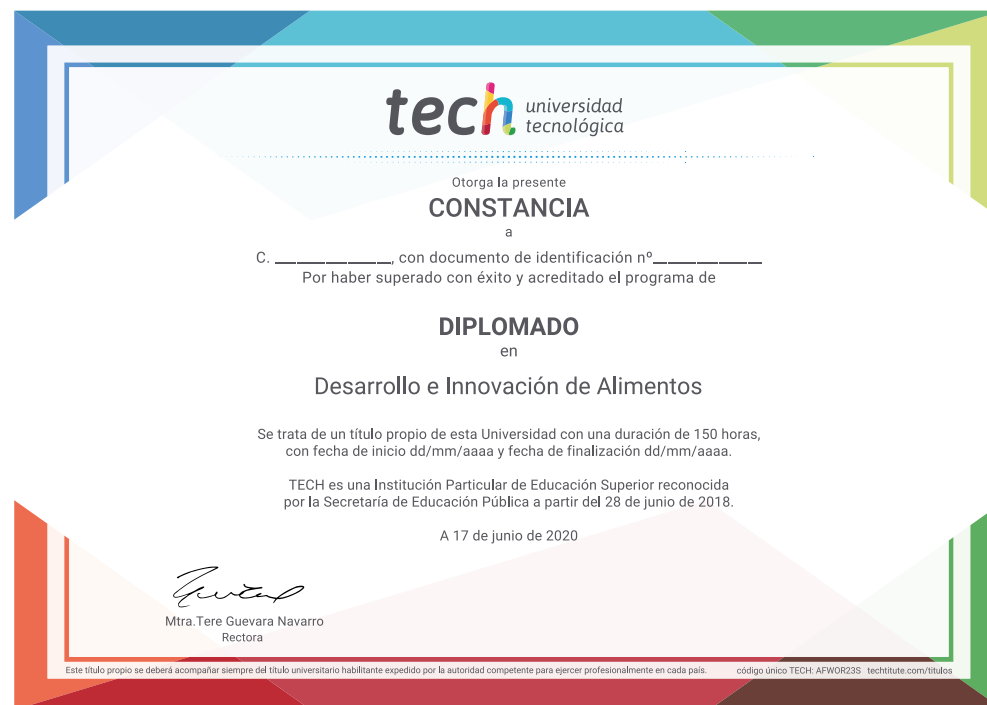 tech universidad
tecnológica
Otorga la presente
CONSTANCIA
a
C. ________________, con documento de identificación nº_______________
Por haber superado con éxito y acreditado el programa de
DIPLOMADO
en
Desarrollo e Innovación de Alimentos
Se trata de un título propio de esta Universidad con una duración de 150 horas,
con fecha de inicio dd/mm/aaaa y fecha de finalización dd/mm/aaaa.
TECH es una Institución Particular de Educación Superior reconocida
por la Secretaría de Educación Pública a partir del 28 de junio de 2018.
A 17 de junio de 2020
Mtra.Tere Guevara Navarro
Rectora
Este título propio se deberá acompañar siempre del título universitario habilitante expedido por la autoridad competente para ejercer profesionalmente en cada país. código único TECH: AFWOR23S techtitute.com/titulos